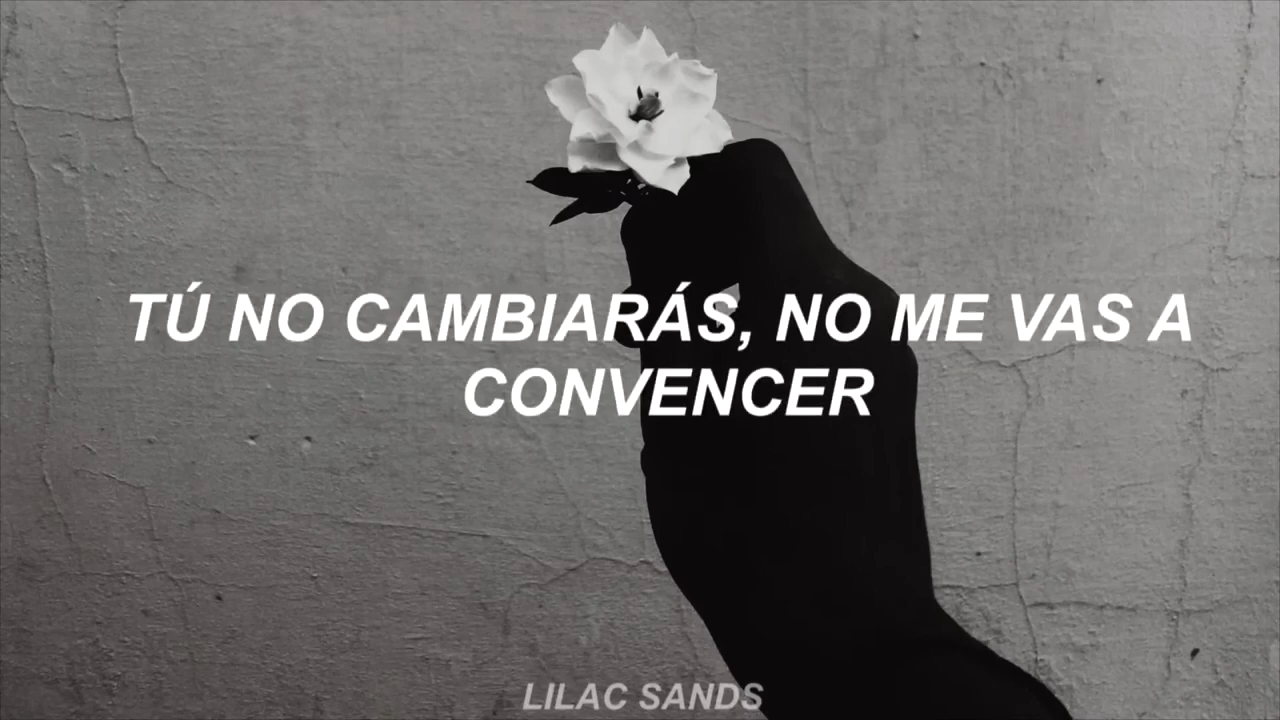 TÚ NO CAMBIARÁS, NO ME VAS A
CONVENCER
LILAC SANDS